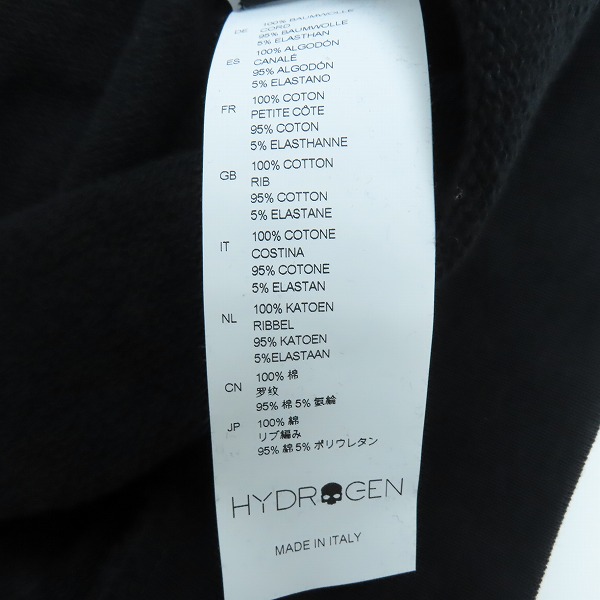 DE 100% BAUMWOLLE
CORD
95% BAUMWOLLE
5% ELASTHAN
ES 100% ALGODÓN
CANALÉ
95% ALGODÓN
5% ELASTANO
FR 100% COTON
PETITE CÔTE
95% COTON
5% ELASTHANNE
GB 100% COTTON
RIB
95% COTTON
5% ELASTANE
IT 100% COTONE
COSTINA
95% COTONE
5% ELASTAN
NL 100% KATOEN
RIBBEL
95% KATOEN
5%ELASTAAN
CN 100% 棉
罗纹
95% 棉 5% 氨綸
JP 100% 綿
リブ編み
95% 綿 5% ポリウレタン
HYDROGEN
MADE IN ITALY